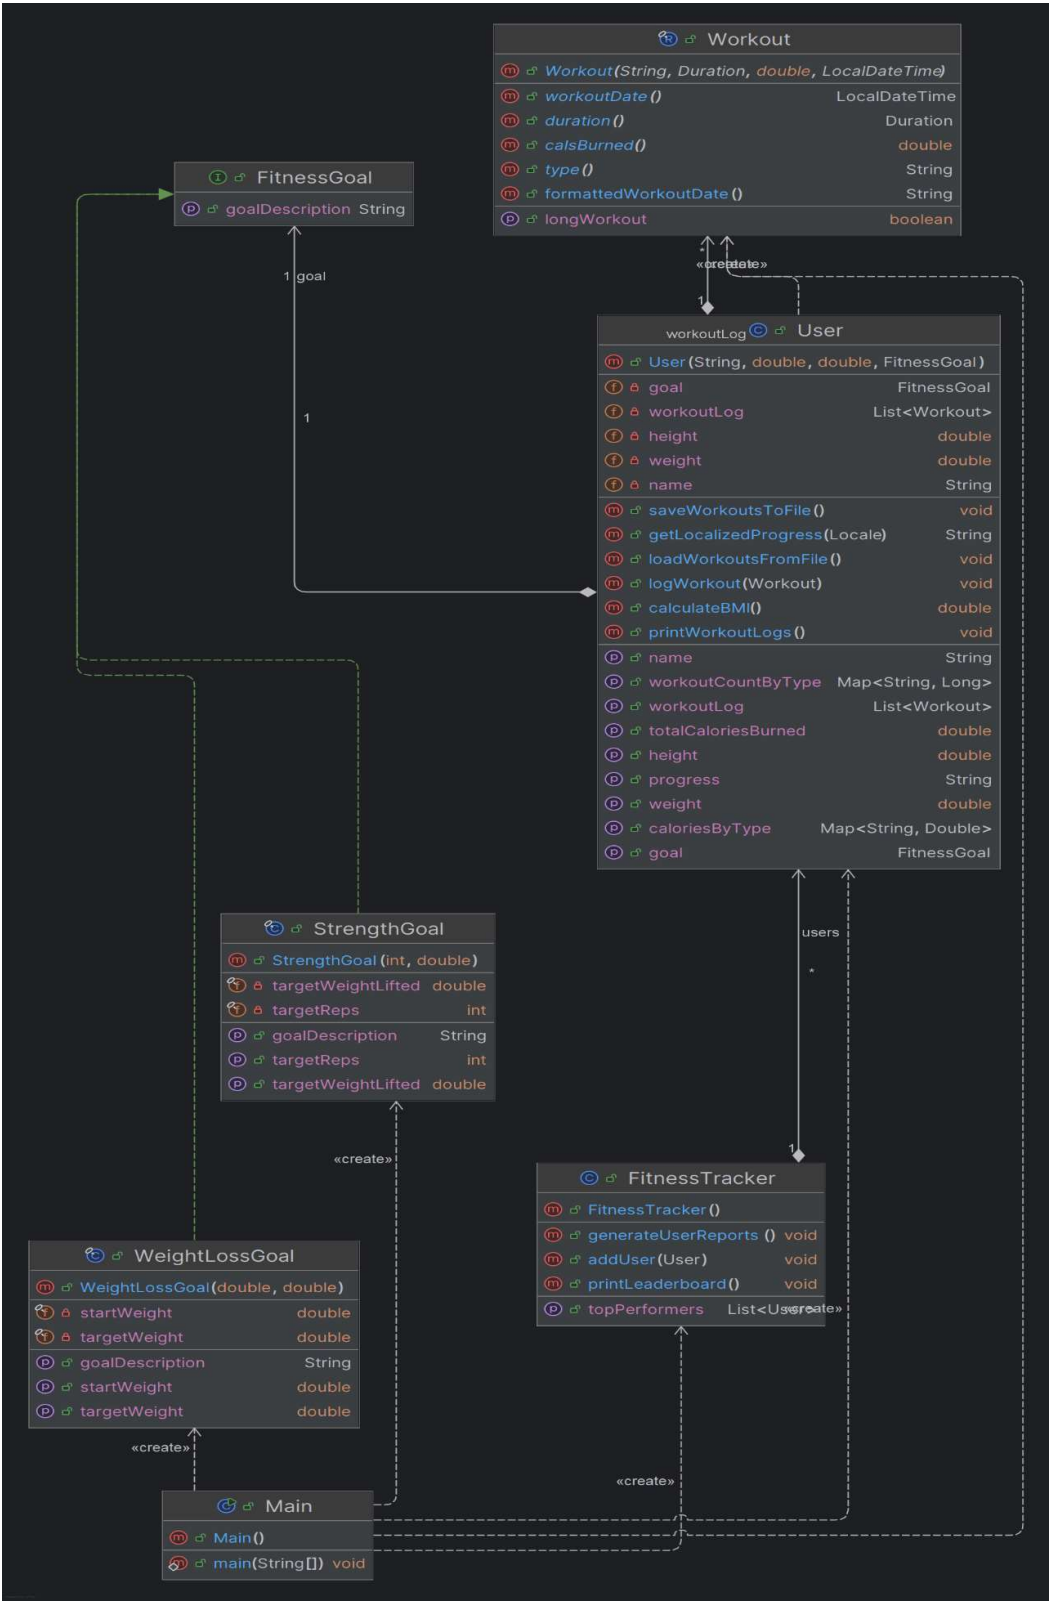 Workout
Workout(String, Duration, double, LocalDateTime)
workoutDate() LocalDateTime
duration() Duration
calsBurned() double
type() String
formattedWorkoutDate() String
longWorkout boolean
FitnessGoal
goalDescription String
1 goal
1
*
«create»
1
workoutLog
User
User(String, double, double, FitnessGoal)
goal FitnessGoal
workoutLog List<Workout>
height double
weight double
name String
saveWorkoutsToFile() void
getLocalizedProgress(Locale) String
loadWorkoutsFromFile() void
logWorkout(Workout) void
calculateBMI() double
printWorkoutLogs() void
name String
workoutCountByType Map<String, Long>
workoutLog List<Workout>
totalCaloriesBurned double
height double
progress String
weight double
caloriesByType Map<String, Double>
goal FitnessGoal
users
*
1
StrengthGoal
StrengthGoal(int, double)
targetWeightLifted double
targetReps int
goalDescription String
targetReps int
targetWeightLifted double
«create»
FitnessTracker
FitnessTracker()
generateUserReports() void
addUser(User) void
printLeaderboard() void
topPerformers List<User>
«create»
WeightLossGoal
WeightLossGoal(double, double)
startWeight double
targetWeight double
goalDescription String
startWeight double
targetWeight double
«create»
«create»
Main
Main()
main(String[]) void